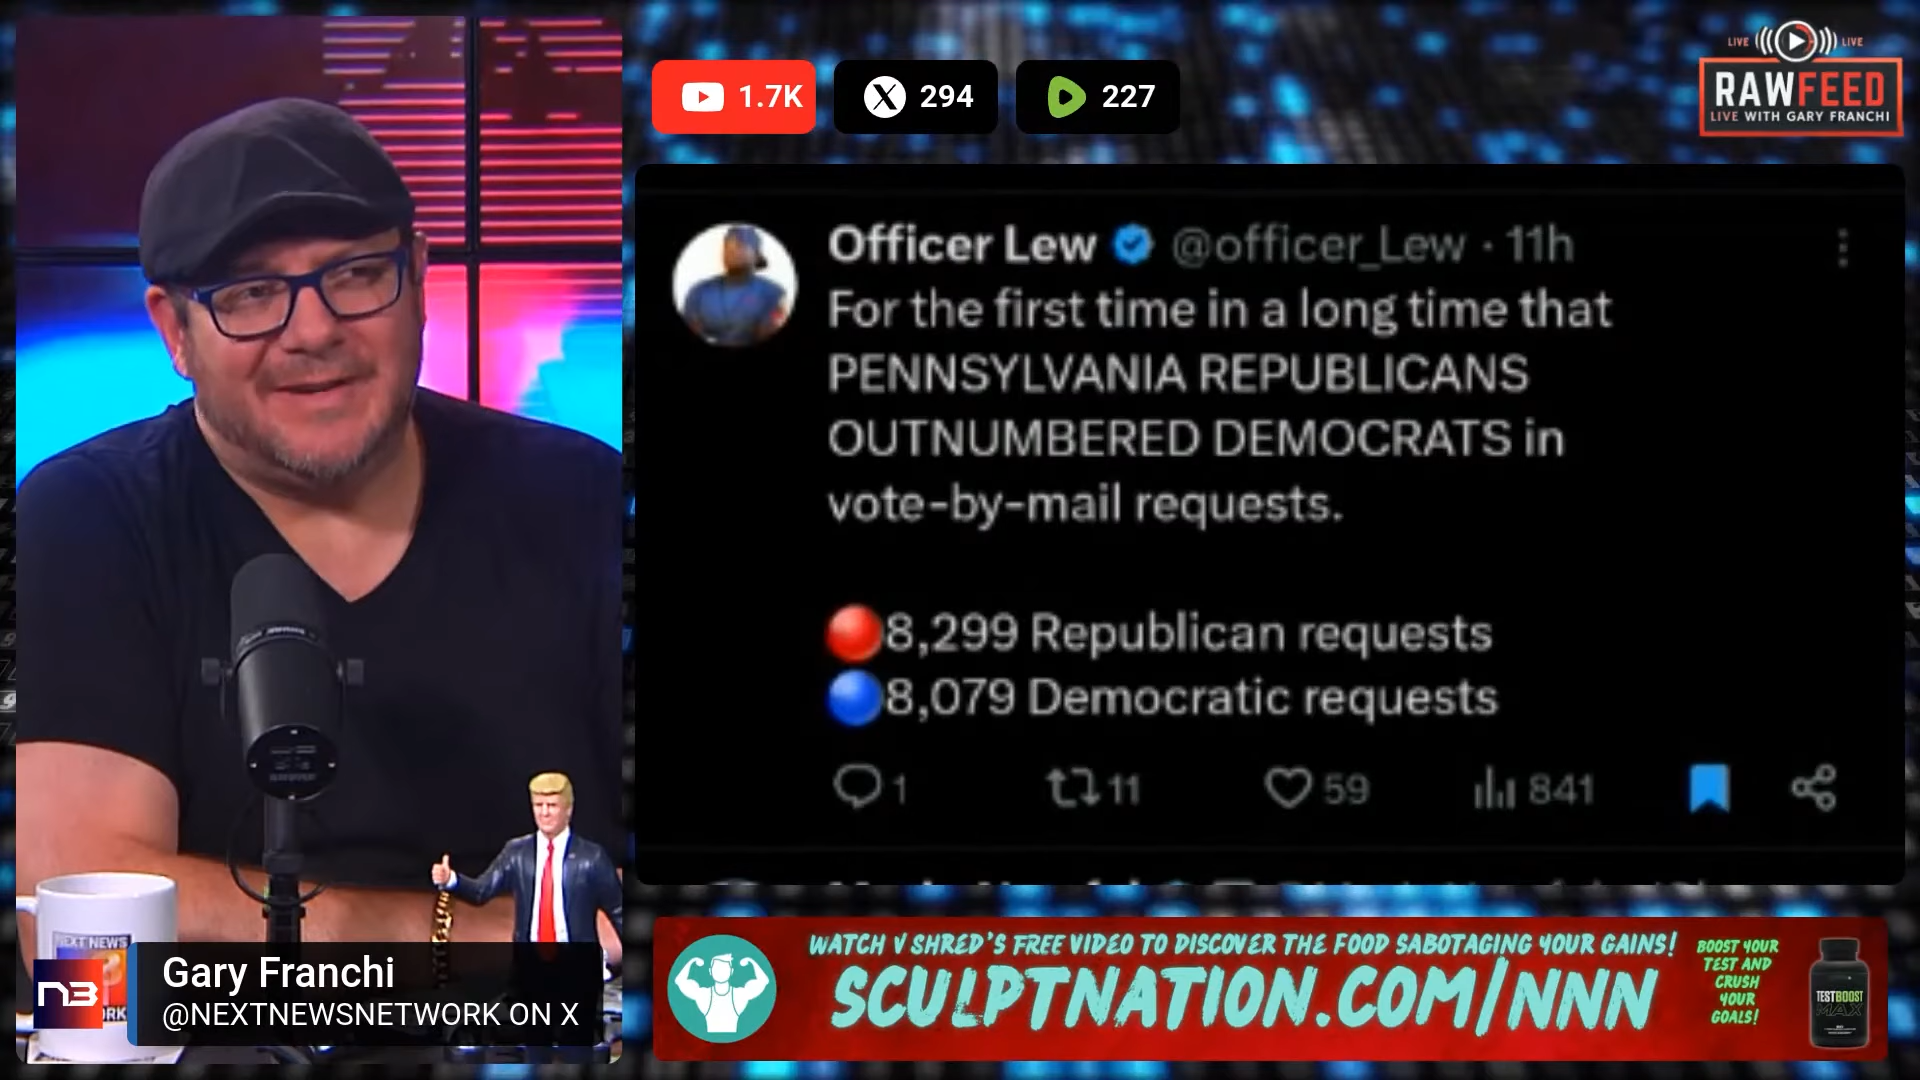 1.7K
294
227
LIVE
LIVE
RAWFEED
LIVE WITH GARY FRANCHI
Officer Lew @officer_Lew · 11h
For the first time in a long time that
PENNSYLVANIA REPUBLICANS
OUTNUMBERED DEMOCRATS in
vote-by-mail requests.
8,299 Republican requests
8,079 Democratic requests
1
11
59
841
NEXT NEWS
n3
Gary Franchi
@NEXTNEWSNETWORK ON X
WATCH V SHRED'S FREE VIDEO TO DISCOVER THE FOOD SABOTAGING YOUR GAINS!
SCULPTNATION.COM/NNN
BOOST YOUR
TEST AND
CRUSH
YOUR
GOALS!
TESTBOOST
MAX